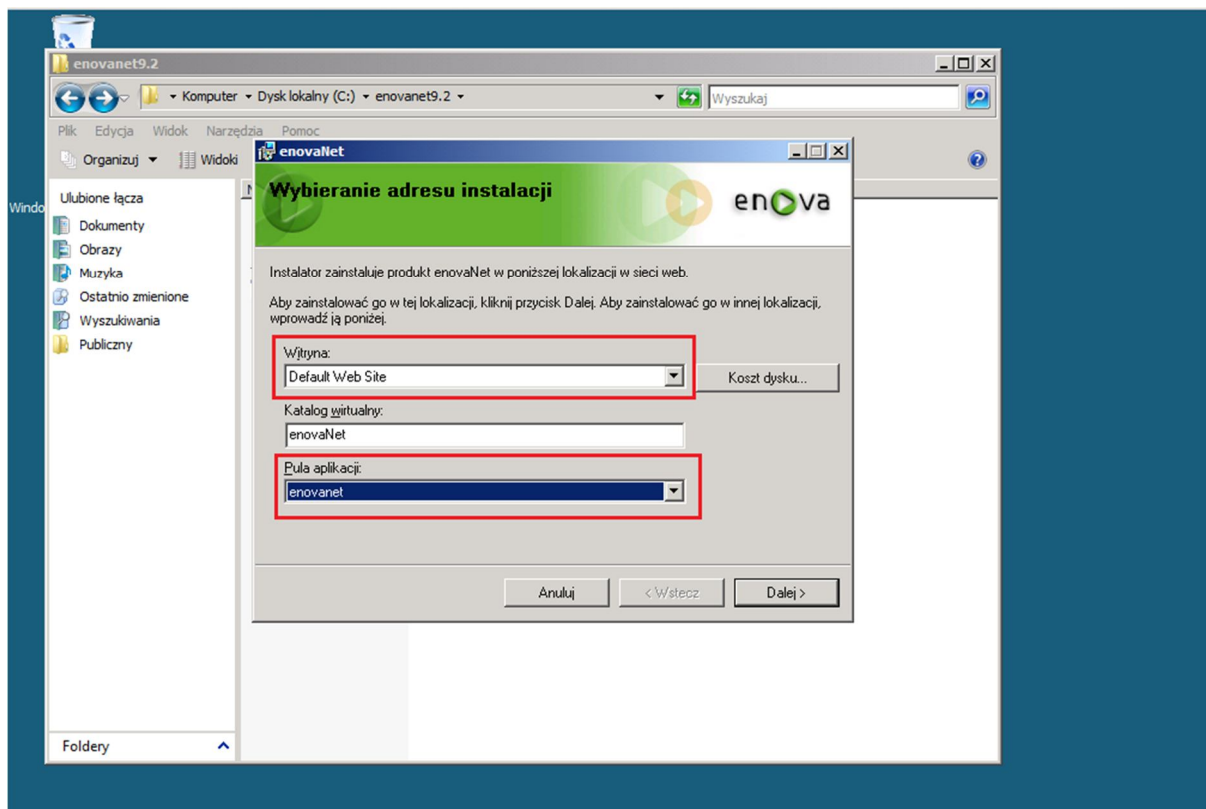 enovanet9.2
Komputer Dysk lokalny (C:) enovanet9.2
Wyszukaj
Plik Edycja Widok Narzędzia Pomoc
Organizuj Widoki
enovaNet
Wybieranie adresu instalacji
enova
Ulubione łącza
Windo
Dokumenty
Obrazy
Muzyka
Ostatnio zmienione
Wyszukiwania
Publiczny
Instalator zainstaluje produkt enovaNet w poniższej lokalizacji w sieci web.
Aby zainstalować go w tej lokalizacji, kliknij przycisk Dalej. Aby zainstalować go w innej lokalizacji,
wprowadź ją poniżej.
Witryna:
Default Web Site
Koszt dysku...
Katalog wirtualny:
enovaNet
Pula aplikacji:
enovanet
Anuluj
< Wstecz
Dalej >
Foldery